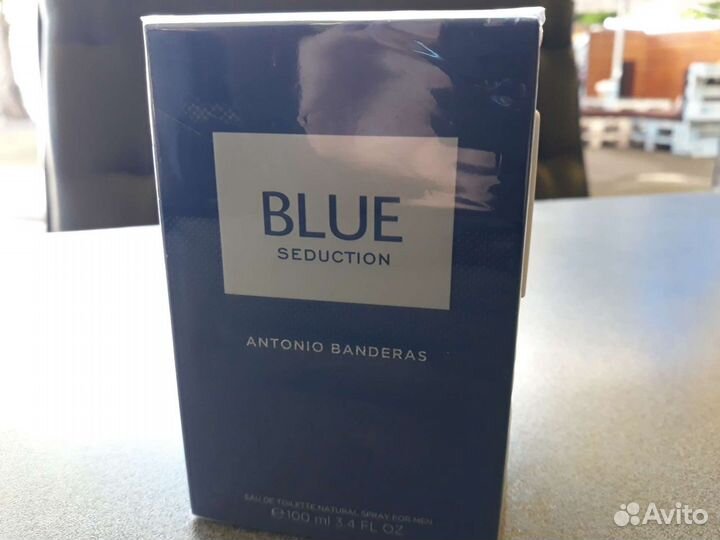 BLUE
SEDUCTION
ANTONIO BANDERAS
EAU DE TOILETTE NATURAL SPRAY FOR MEN
℮100 ml 3.4 FL OZ
Avito